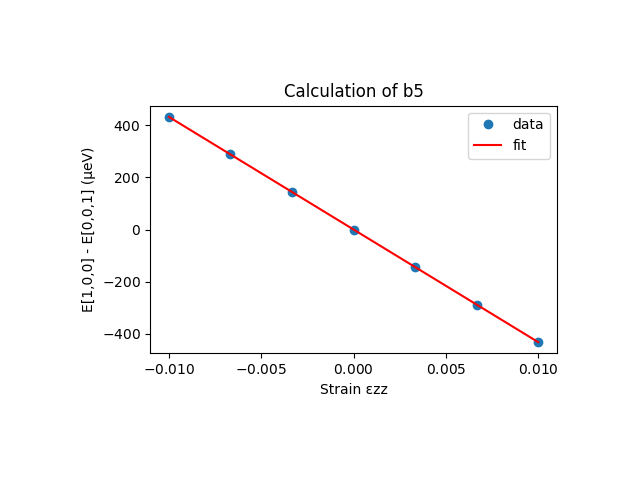 Calculation of b5
data
fit
E[1,0,0] - E[0,0,1] (μeV)
400
200
0
−200
−400
−0.010
−0.005
0.000
0.005
0.010
Strain εzz